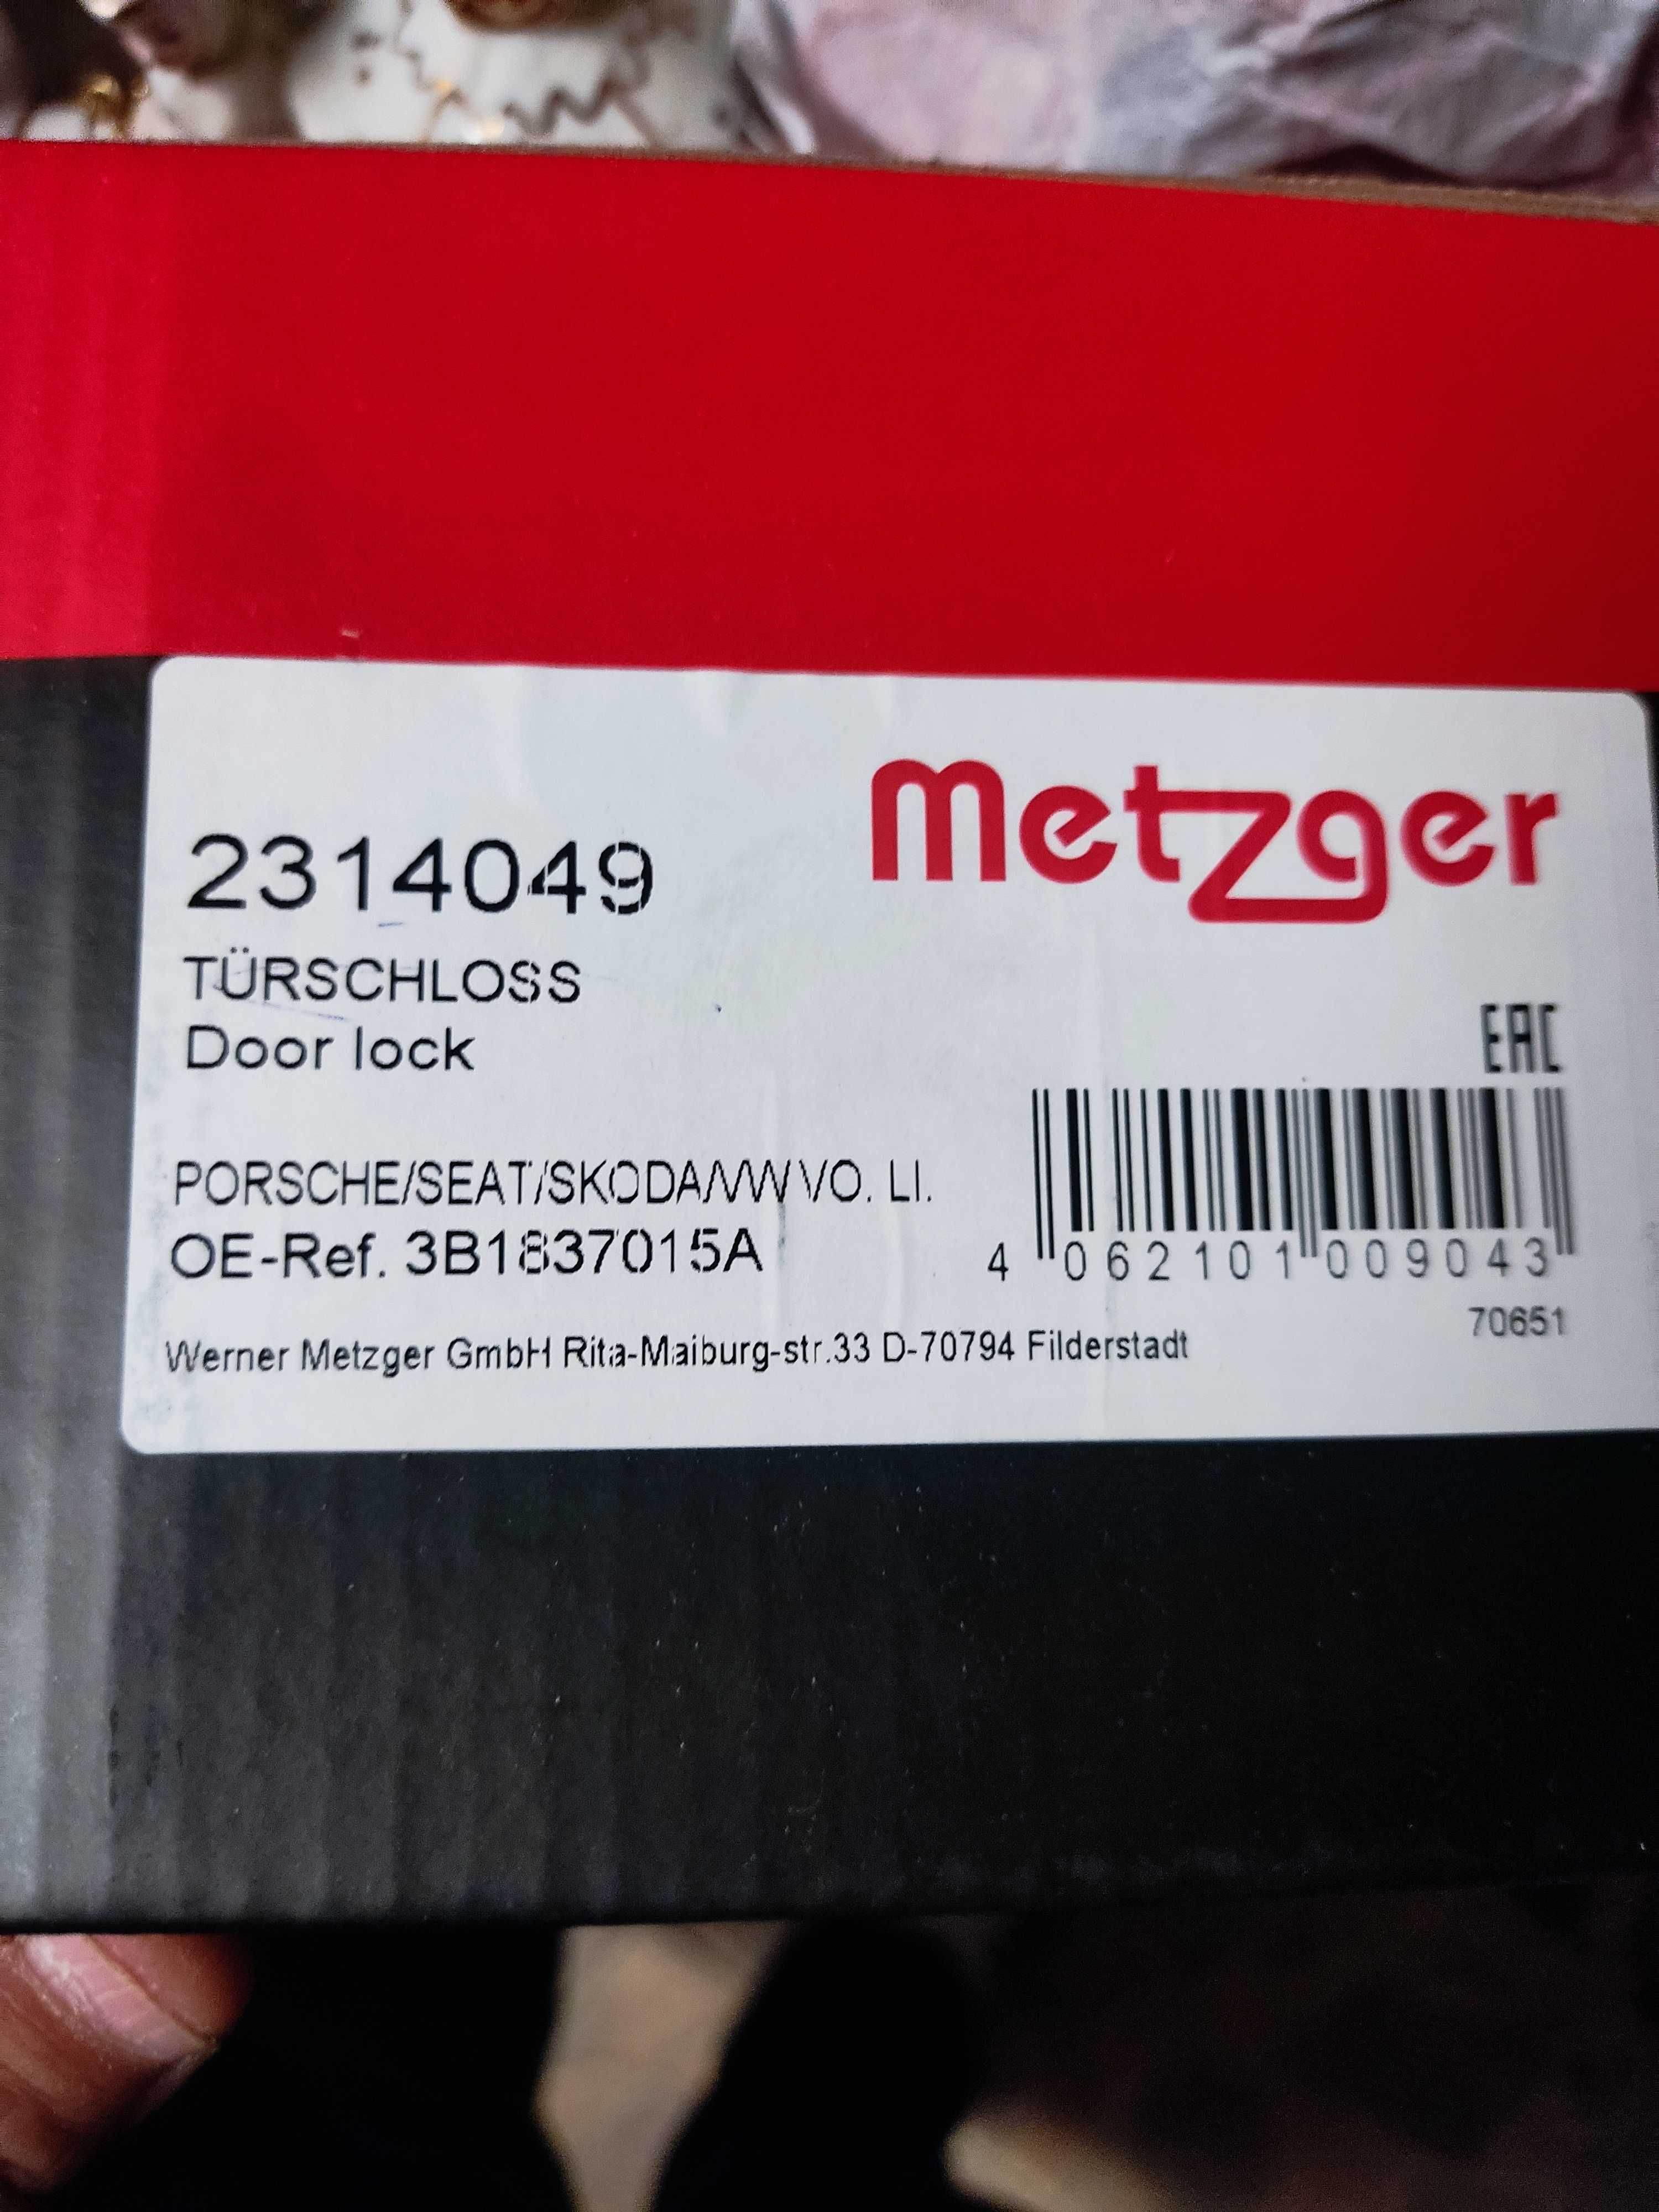 Metzger
2314049
TÜRSCHLOSS
Door lock
EAC
PORSCHE/SEAT/SKODA/VW VO. LI.
OE-Ref. 3B1837015A
4 062101 009043
70651
Werner Metzger GmbH Rita-Maiburg-str.33 D-70794 Filderstadt